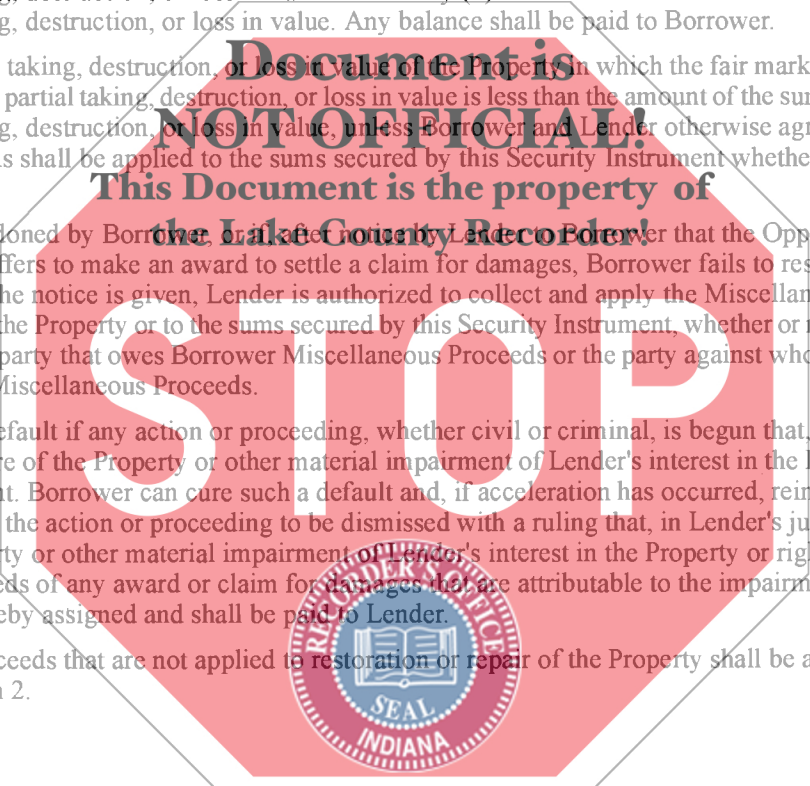 g, destruction, or loss in value. Any balance shall be paid to Borrower.
Document is
taking, destruction, or loss in value of the Property in which the fair mark
partial taking, destruction, or loss in value is less than the amount of the su
NOT OFFICIAL!
g, destruction, or loss in value, unless Borrower and Lender otherwise ag
s shall be applied to the sums secured by this Security Instrument whethe
This Document is the property of
the Lake County Recorder!
oned by Borrower, or if, after notice by Lender to Borrower that the Opp
ffers to make an award to settle a claim for damages, Borrower fails to res
he notice is given, Lender is authorized to collect and apply the Miscellan
the Property or to the sums secured by this Security Instrument, whether or
party that owes Borrower Miscellaneous Proceeds or the party against who
Miscellaneous Proceeds.
STOP
efault if any action or proceeding, whether civil or criminal, is begun that,
re of the Property or other material impairment of Lender's interest in the
t. Borrower can cure such a default and, if acceleration has occurred, rein
the action or proceeding to be dismissed with a ruling that, in Lender's ju
ty or other material impairment of Lender's interest in the Property or rig
eds of any award or claim for damages that are attributable to the impairm
eby assigned and shall be paid to Lender.
ceeds that are not applied to restoration or repair of the Property shall be a
2.
RECORDER'S OFFICE
SEAL
INDIANA